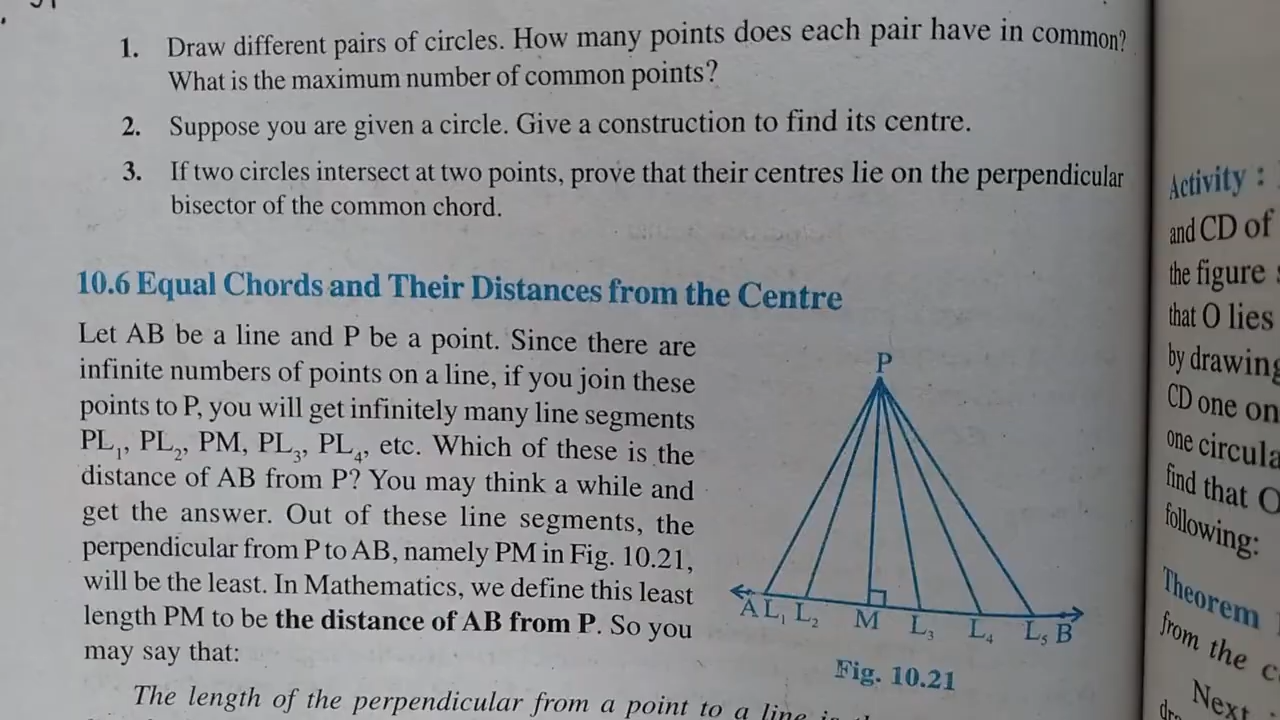 1. Draw different pairs of circles. How many points does each pair have in common?
What is the maximum number of common points?
2. Suppose you are given a circle. Give a construction to find its centre.
3. If two circles intersect at two points, prove that their centres lie on the perpendicular
bisector of the common chord.
10.6 Equal Chords and Their Distances from the Centre
Let AB be a line and P be a point. Since there are
infinite numbers of points on a line, if you join these
points to P, you will get infinitely many line segments
PL₁, PL₂, PM, PL₃, PL₄, etc. Which of these is the
distance of AB from P? You may think a while and
get the answer. Out of these line segments, the
perpendicular from P to AB, namely PM in Fig. 10.21,
will be the least. In Mathematics, we define this least
length PM to be the distance of AB from P. So you
may say that:
The length of the perpendicular from a point to a line is
P
A L₁ L₂ M L₃ L₄ L₅ B
Fig. 10.21
Activity :
and CD of
the figure
that O lies
by drawing
CD one on
one circula
find that O
following:
Theorem
from the c
Next